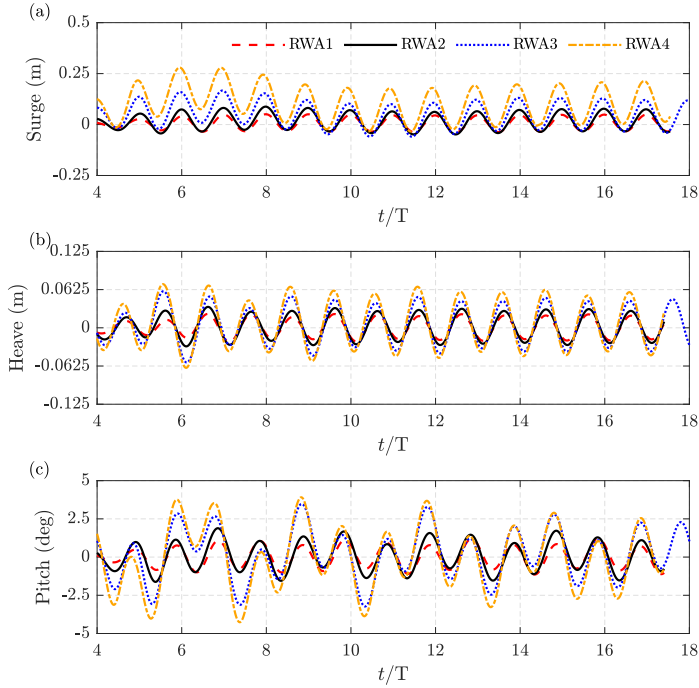 (a)
0.5
0.25
0
-0.25
Surge (m)
RWA1 RWA2 RWA3 RWA4
4 6 8 10 12 14 16 18
t/T
(b)
0.125
0.0625
0
-0.0625
-0.125
Heave (m)
4 6 8 10 12 14 16 18
t/T
(c)
5
2.5
0
-2.5
-5
Pitch (deg)
4 6 8 10 12 14 16 18
t/T